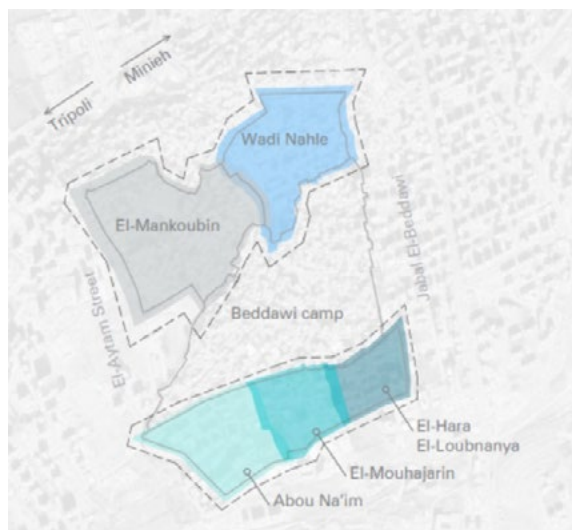 Minieh
Tripoli
Wadi Nahle
El-Mankoubin
Jabal El-Beddawi
El-Aytam Street
Beddawi camp
El-Hara
El-Loubnanya
El-Mouhajarin
Abou Na'im